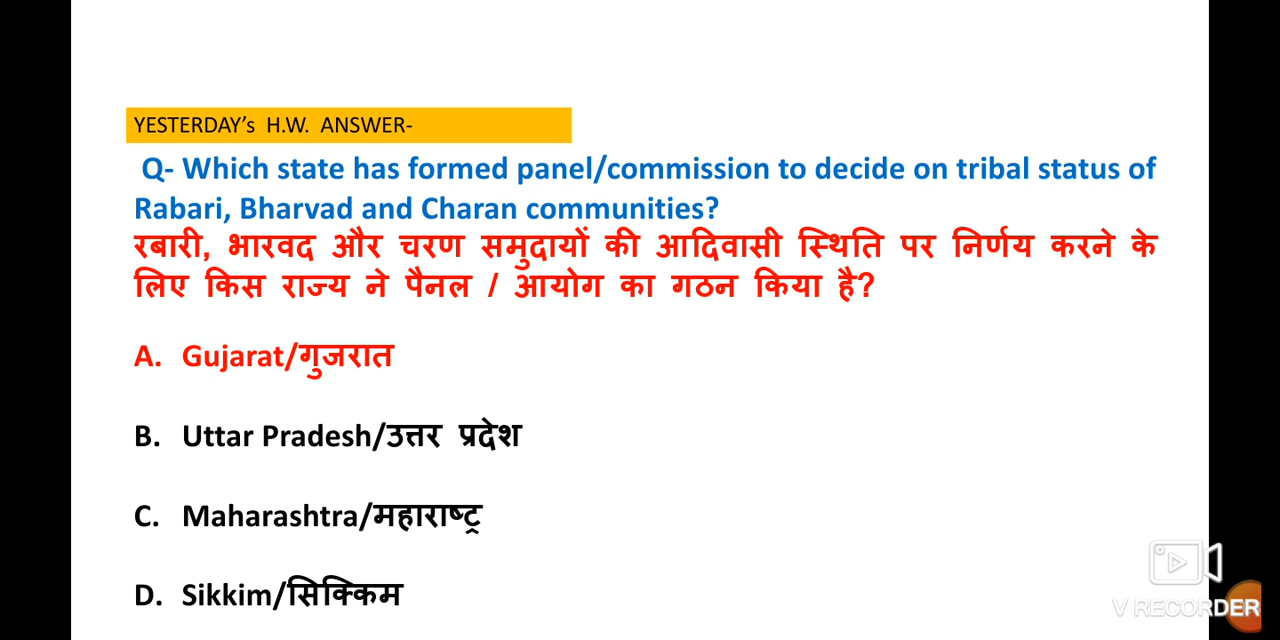 YESTERDAY's H.W. ANSWER-
Q- Which state has formed panel/commission to decide on tribal status of
Rabari, Bharvad and Charan communities?
रबारी, भारवद और चरण समुदायों की आदिवासी स्थिति पर निर्णय करने के
लिए किस राज्य ने पैनल / आयोग का गठन किया है?
A. Gujarat/गुजरात
B. Uttar Pradesh/उत्तर प्रदेश
C. Maharashtra/महाराष्ट्र
D. Sikkim/सिक्किम
V RECORDER